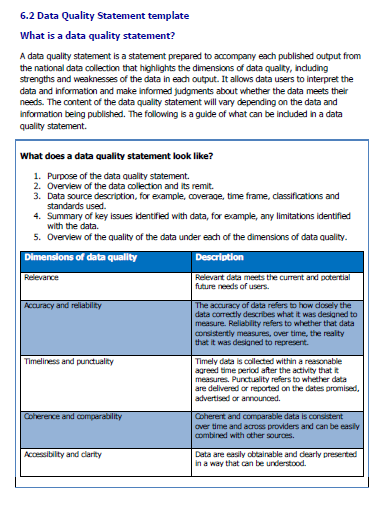 6.2 Data Quality Statement template
What is a data quality statement?
A data quality statement is a statement prepared to accompany each published output from
the national data collection that highlights the dimensions of data quality, including
strengths and weaknesses of the data in each output. It allows data users to interpret the
data and information and make informed judgments about whether the data meets their
needs. The content of the data quality statement will vary depending on the data and
information being published. The following is a guide of what can be included in a data
quality statement.
What does a data quality statement look like?
1. Purpose of the data quality statement.
2. Overview of the data collection and its remit.
3. Data source description, for example, coverage, time frame, classifications and
standards used.
4. Summary of key issues identified with data, for example, any limitations identified
with the data.
5. Overview of the quality of the data under each of the dimensions of data quality.
Dimensions of data quality
Description
Relevance
Relevant data meets the current and potential
future needs of users.
Accuracy and reliability
The accuracy of data refers to how closely the
data correctly describes what it was designed to
measure. Reliability refers to whether that data
consistently measures, over time, the reality
that it was designed to represent.
Timeliness and punctuality
Timely data is collected within a reasonable
agreed time period after the activity that it
measures. Punctuality refers to whether data
are delivered or reported on the dates promised,
advertised or announced.
Coherence and comparability
Coherent and comparable data is consistent
over time and across providers and can be easily
combined with other sources.
Accessibility and clarity
Data are easily obtainable and clearly presented
in a way that can be understood.